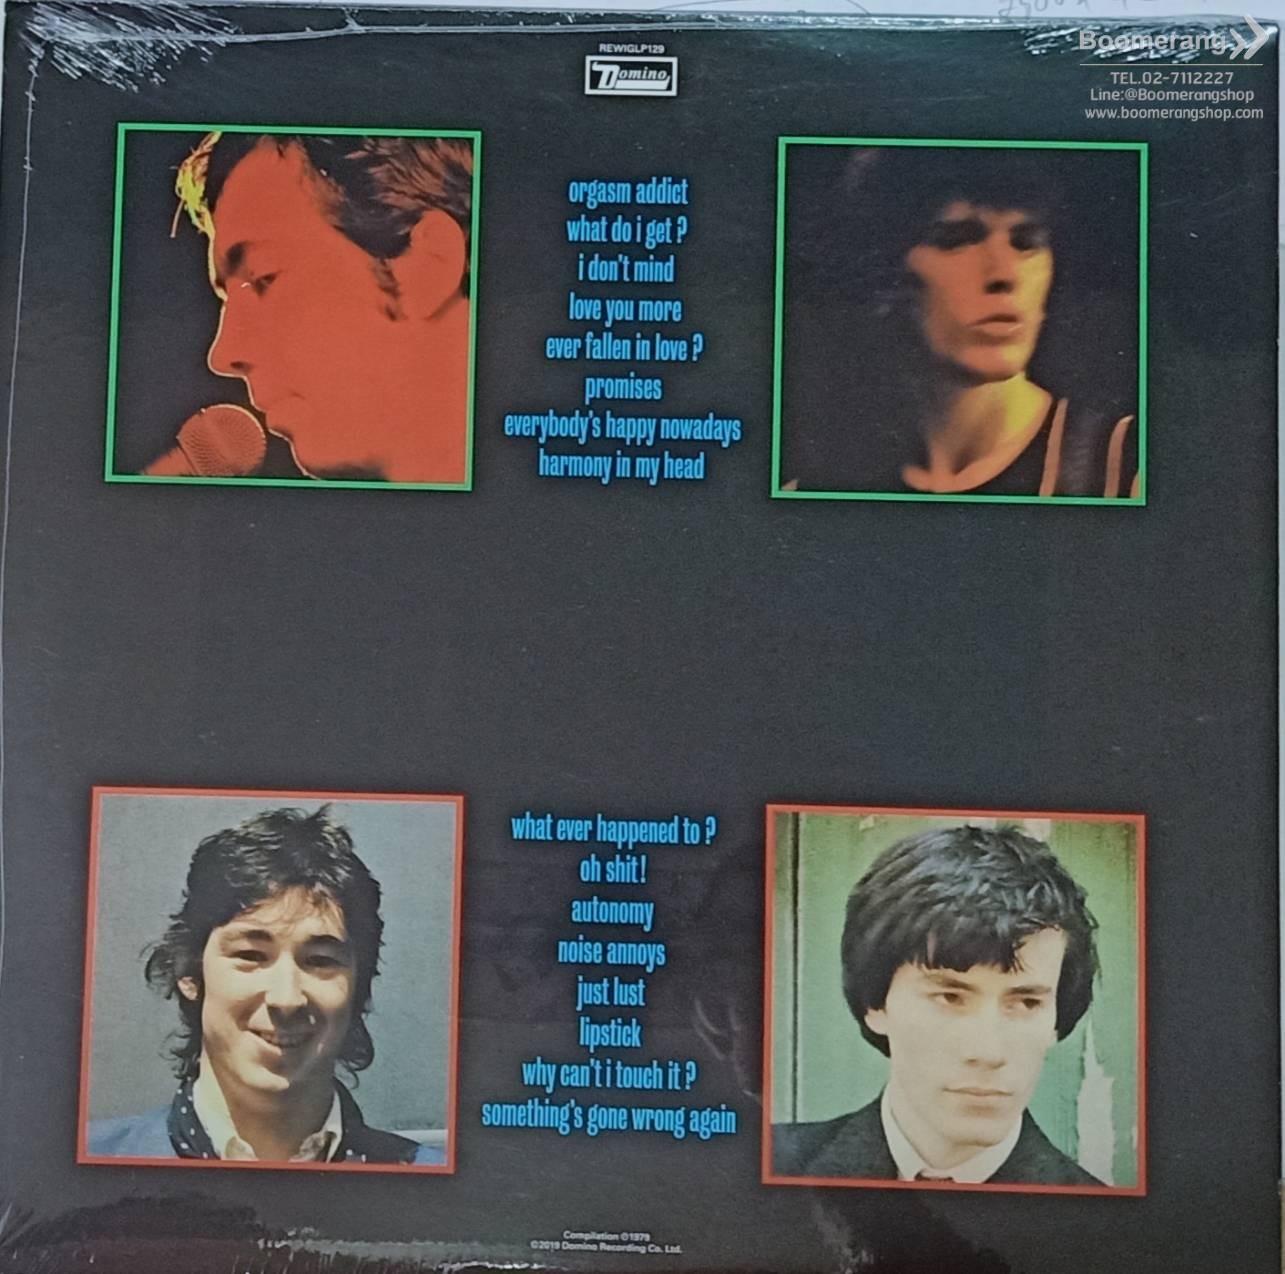 REWIGLP129
Domino
Boomerang
TEL.02-7112227
Line:@Boomerangshop
www.boomerangshop.com
orgasm addict
what do i get ?
i don't mind
love you more
ever fallen in love ?
promises
everybody's happy nowadays
harmony in my head
what ever happened to ?
oh shit!
autonomy
noise annoys
just lust
lipstick
why can't i touch it ?
something's gone wrong again
Compilation ©1979
©2019 Domino Recording Co. Ltd.